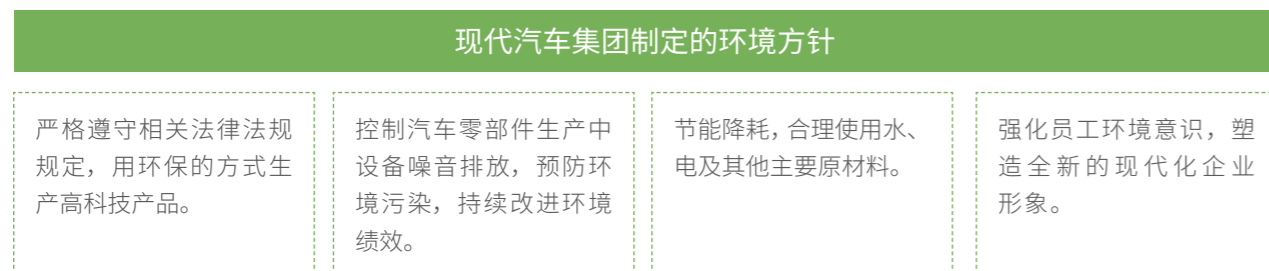 现代汽车集团制定的环境方针
严格遵守相关法律法规
规定，用环保的方式生
产高科技产品。
控制汽车零部件生产中
设备噪音排放，预防环
境污染，持续改进环境
绩效。
节能降耗，合理使用水、
电及其他主要原材料。
强化员工环境意识，塑
造全新的现代化企业
形象。